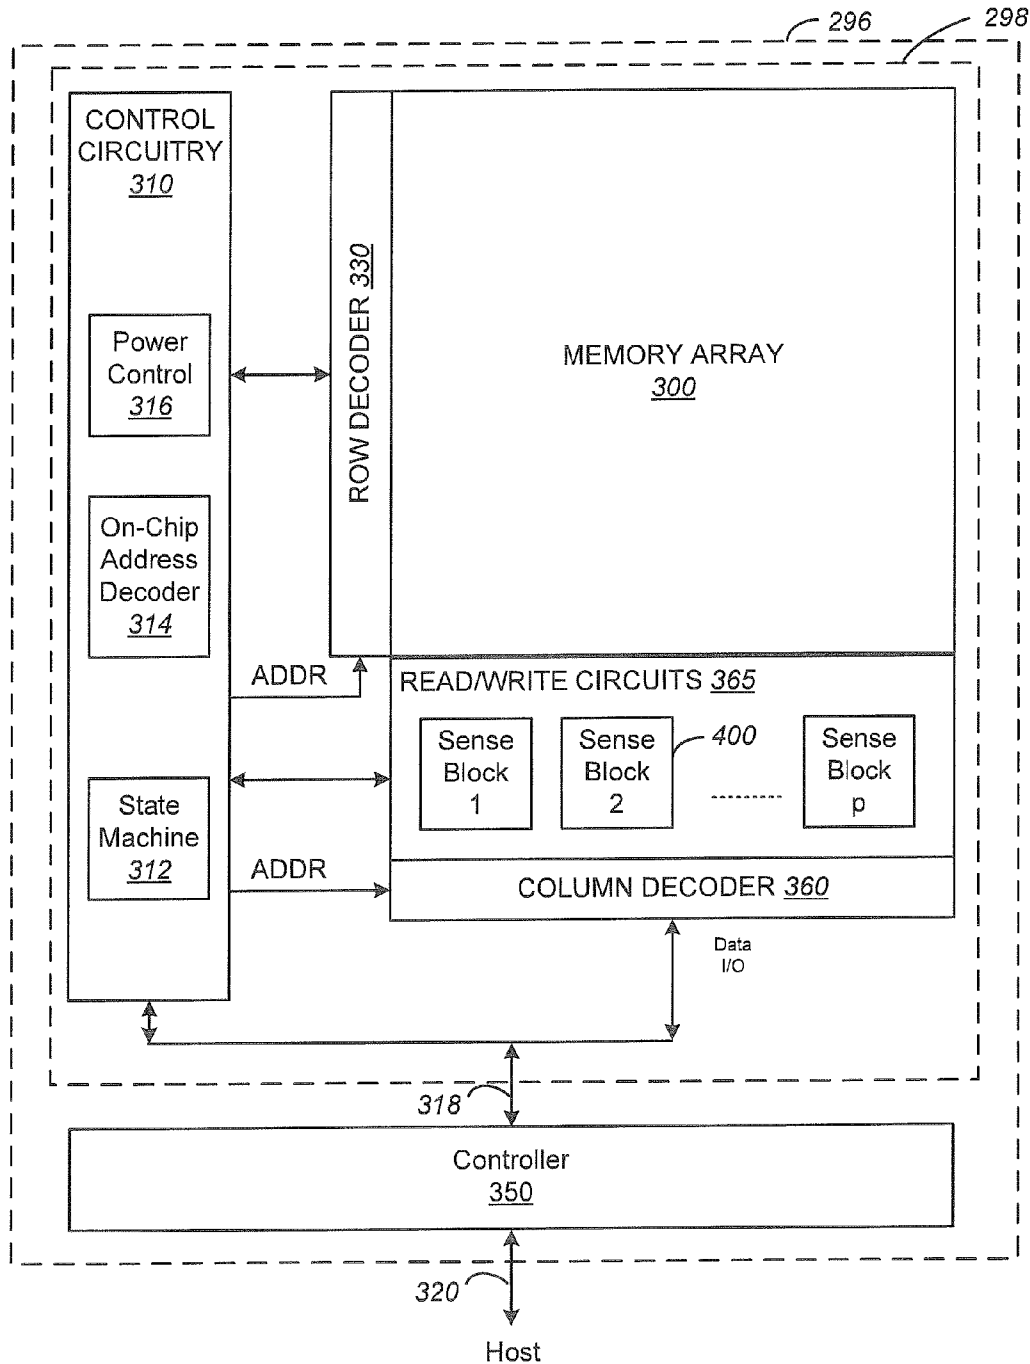 296
298
CONTROL
CIRCUITRY
310
Power
Control
316
On-Chip
Address
Decoder
314
State
Machine
312
ROW DECODER 330
MEMORY ARRAY
300
ADDR
READ/WRITE CIRCUITS 365
Sense
Block
1
Sense
Block
2
400
Sense
Block
p
ADDR
COLUMN DECODER 360
Data
I/O
318
Controller
350
320
Host